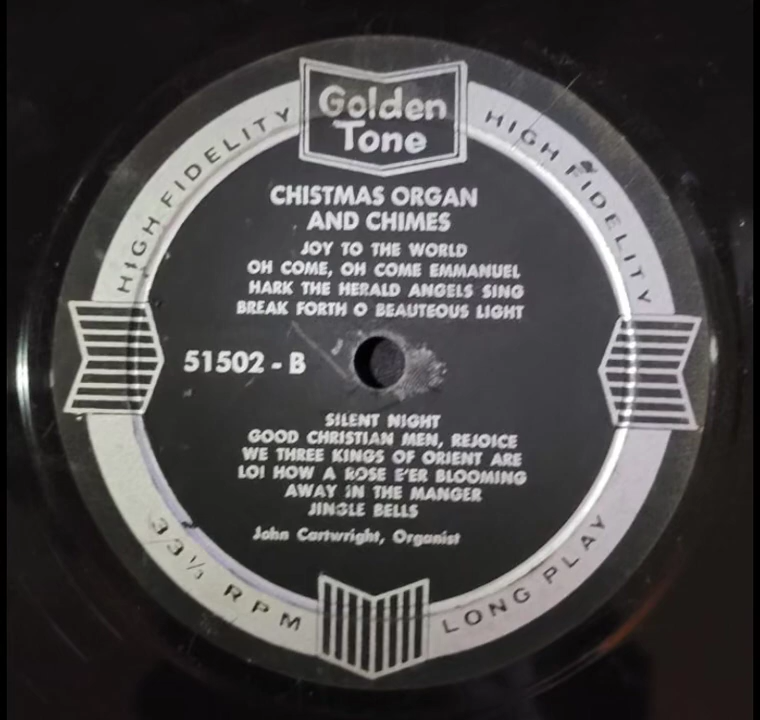 Golden
Tone
HIGH FIDELITY
HIGH FIDELITY
CHISTMAS ORGAN
AND CHIMES
JOY TO THE WORLD
OH COME, OH COME EMMANUEL
HARK THE HERALD ANGELS SING
BREAK FORTH O BEAUTEOUS LIGHT
51502 - B
SILENT NIGHT
GOOD CHRISTIAN MEN, REJOICE
WE THREE KINGS OF ORIENT ARE
LO! HOW A ROSE E'ER BLOOMING
AWAY IN THE MANGER
JINGLE BELLS
John Cartwright, Organist
33 1/3 RPM
LONG PLAY